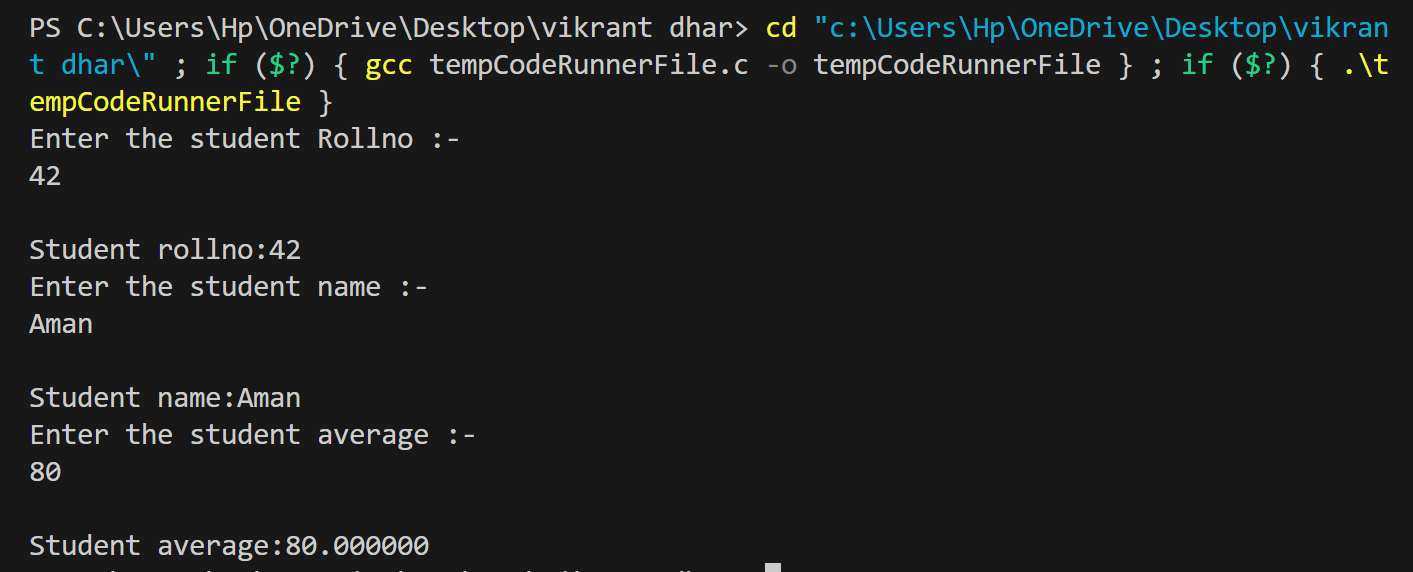 PS C:\Users\Hp\OneDrive\Desktop\vikrant dhar> cd "c:\Users\Hp\OneDrive\Desktop\vikran
t dhar\" ; if ($?) { gcc tempCodeRunnerFile.c -o tempCodeRunnerFile } ; if ($?) { .\t
empCodeRunnerFile }
Enter the student Rollno :-
42
Student rollno:42
Enter the student name :-
Aman
Student name:Aman
Enter the student average :-
80
Student average:80.000000